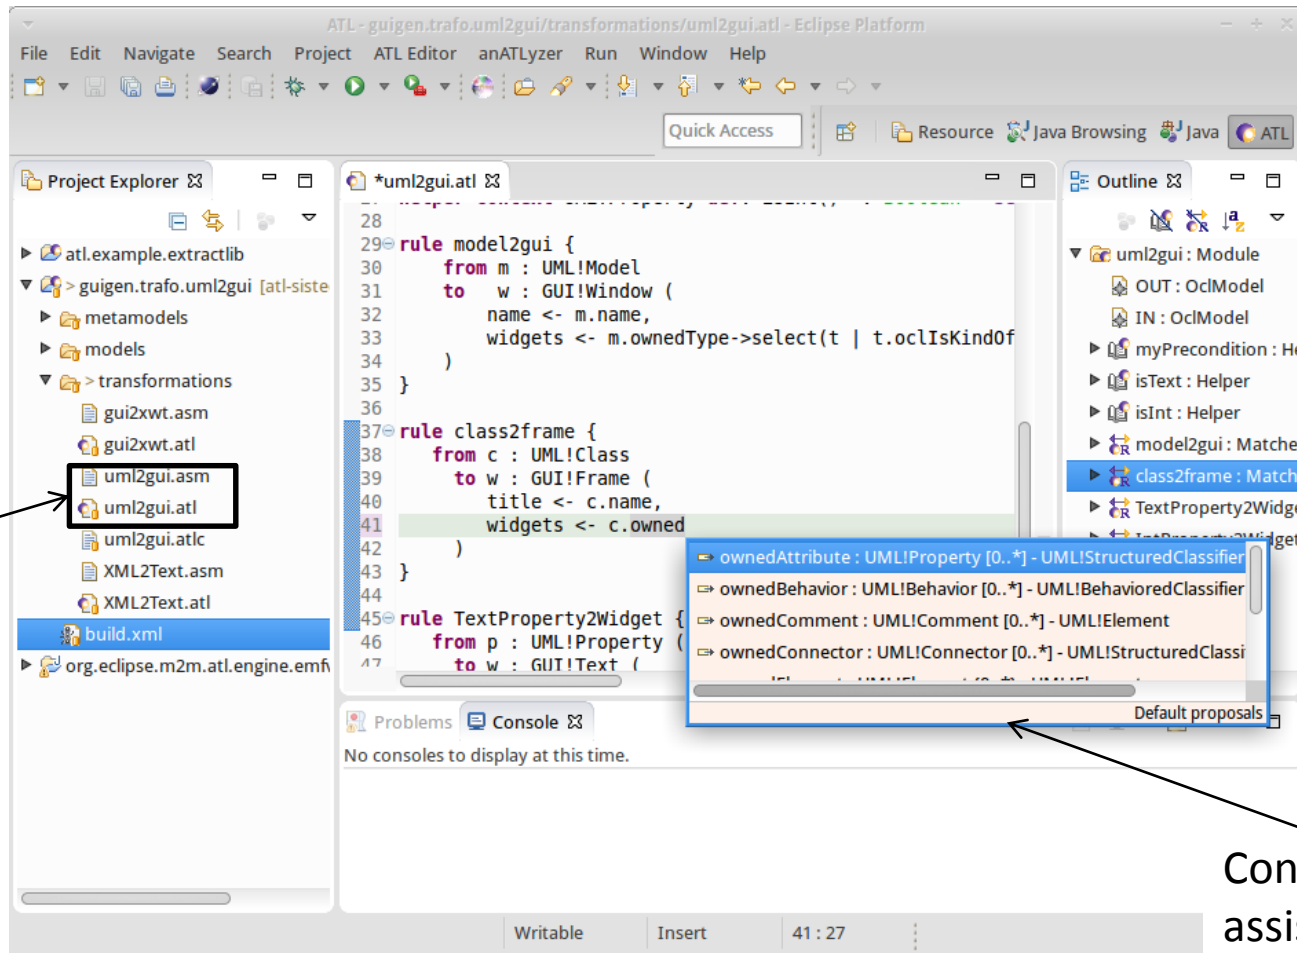 ATL - guigen.trafo.uml2gui/transformations/uml2gui.atl - Eclipse Platform
File Edit Navigate Search Project ATL Editor anATLyzer Run Window Help
Quick Access Resource Java Browsing Java ATL
Project Explorer
atl.example.extractlib
> guigen.trafo.uml2gui [atl-siste
metamodels
models
> transformations
gui2xwt.asm
gui2xwt.atl
uml2gui.asm
uml2gui.atl
uml2gui.atlc
XML2Text.asm
XML2Text.atl
build.xml
org.eclipse.m2m.atl.engine.emfv
*uml2gui.atl
28
29 rule model2gui {
30 from m : UML!Model
31 to w : GUI!Window (
32 name <- m.name,
33 widgets <- m.ownedType->select(t | t.oclIsKindOf
34 )
35 }
36
37 rule class2frame {
38 from c : UML!Class
39 to w : GUI!Frame (
40 title <- c.name,
41 widgets <- c.owned
42 )
43 }
44
45 rule TextProperty2Widget {
46 from p : UML!Property (
47 to w : GUI!Text (
ownedAttribute : UML!Property [0..*] - UML!StructuredClassifier
ownedBehavior : UML!Behavior [0..*] - UML!BehavioredClassifier
ownedComment : UML!Comment [0..*] - UML!Element
ownedConnector : UML!Connector [0..*] - UML!StructuredClassi
Default proposals
Outline
uml2gui : Module
OUT : OclModel
IN : OclModel
myPrecondition : He
isText : Helper
isInt : Helper
model2gui : Matche
class2frame : Match
TextProperty2Widge
IntProperty2Widget
Problems Console
No consoles to display at this time.
Con
assis
Writable Insert 41 : 27